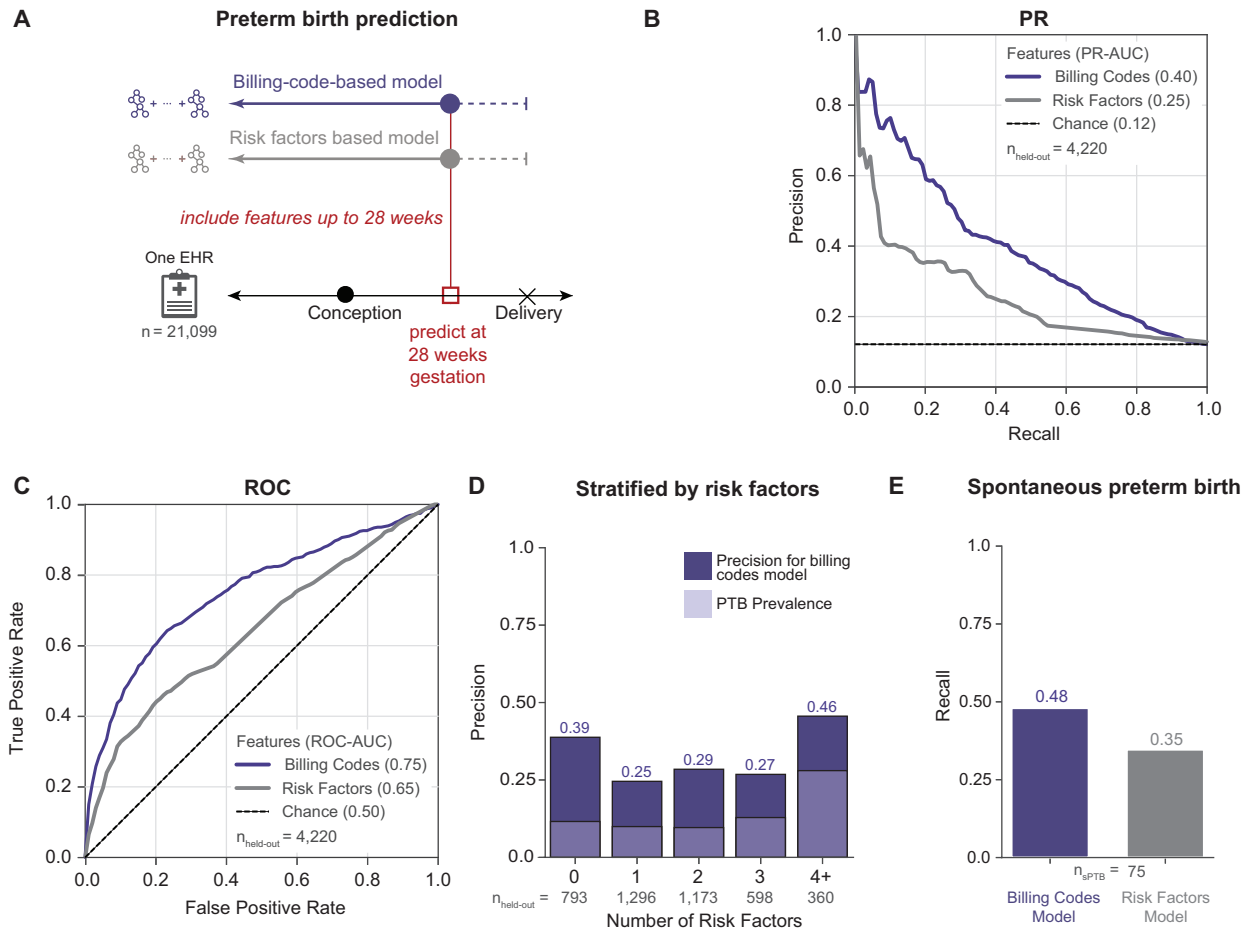 A
Preterm birth prediction
Billing-code-based model
+ ... +
Risk factors based model
+ ... +
include features up to 28 weeks
One EHR
n = 21,099
Conception
Delivery
predict at
28 weeks
gestation
B
PR
Features (PR-AUC)
Billing Codes (0.40)
Risk Factors (0.25)
Chance (0.12)
n held-out = 4,220
Precision
1.0
0.8
0.6
0.4
0.2
0.0
0.0 0.2 0.4 0.6 0.8 1.0
Recall
C
ROC
True Positive Rate
1.0
0.8
0.6
0.4
0.2
0.0
Features (ROC-AUC)
Billing Codes (0.75)
Risk Factors (0.65)
Chance (0.50)
n held-out = 4,220
0.0 0.2 0.4 0.6 0.8 1.0
False Positive Rate
D
Stratified by risk factors
Precision
1.0
0.75
0.50
0.25
0.0
Precision for billing
codes model
PTB Prevalence
0.39
0.25
0.29
0.27
0.46
0 1 2 3 4+
n held-out = 793 1,296 1,173 598 360
Number of Risk Factors
E
Spontaneous preterm birth
Recall
1.0
0.75
0.50
0.25
0.0
0.48
0.35
n sPTB = 75
Billing Codes
Model
Risk Factors
Model